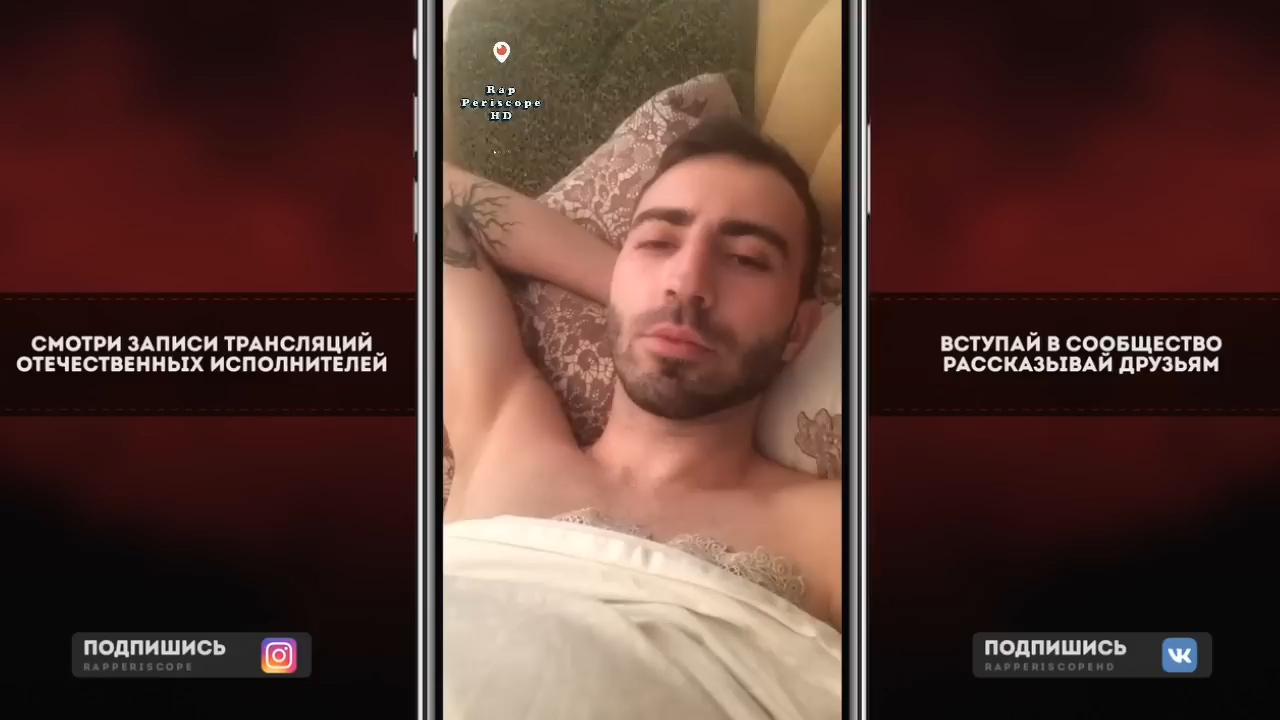 Rap
Periscope
HD
СМОТРИ ЗАПИСИ ТРАНСЛЯЦИЙ
ОТЕЧЕСТВЕННЫХ ИСПОЛНИТЕЛЕЙ
ВСТУПАЙ В СООБЩЕСТВО
РАССКАЗЫВАЙ ДРУЗЬЯМ
ПОДПИШИСЬ
RAPPERISCOPE
ПОДПИШИСЬ
RAPPERISCOPEHD